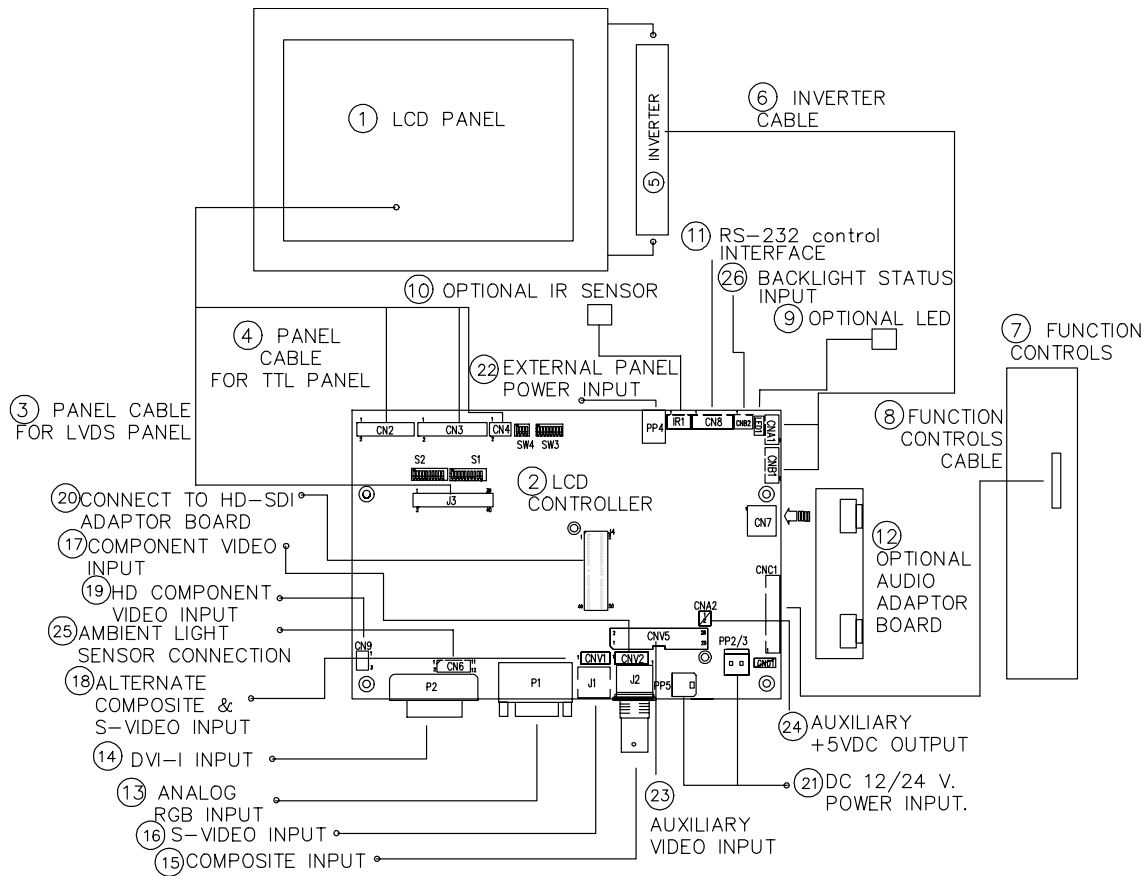 1 LCD PANEL
5 INVERTER
6 INVERTER
CABLE
11 RS-232 control
INTERFACE
26 BACKLIGHT STATUS
INPUT
10 OPTIONAL IR SENSOR
9 OPTIONAL LED
7 FUNCTION
CONTROLS
4 PANEL
CABLE
FOR TTL PANEL
22 EXTERNAL PANEL
POWER INPUT
3 PANEL CABLE
FOR LVDS PANEL
8 FUNCTION
CONTROLS
CABLE
CN2
CN3
CN4
SW4
SW3
PP4
IR1
CN8
CNB2
LED1
CNA1
CNB1
S2
S1
J3
2 LCD
CONTROLLER
20 CONNECT TO HD-SDI
ADAPTOR BOARD
17 COMPONENT VIDEO
INPUT
19 HD COMPONENT
VIDEO INPUT
25 AMBIENT LIGHT
SENSOR CONNECTION
18 ALTERNATE
COMPOSITE &
S-VIDEO INPUT
J4
49
50
CN7
12
OPTIONAL
AUDIO
ADAPTOR
BOARD
CNC1
CNA2
CNV5
PP2/3
CN9
CN6
CNV1
CNV2
P2
P1
J1
J2
PP5
14 DVI-I INPUT
13 ANALOG
RGB INPUT
16 S-VIDEO INPUT
15 COMPOSITE INPUT
23
AUXILIARY
VIDEO INPUT
24 AUXILIARY
+5VDC OUTPUT
21 DC 12/24 V.
POWER INPUT.